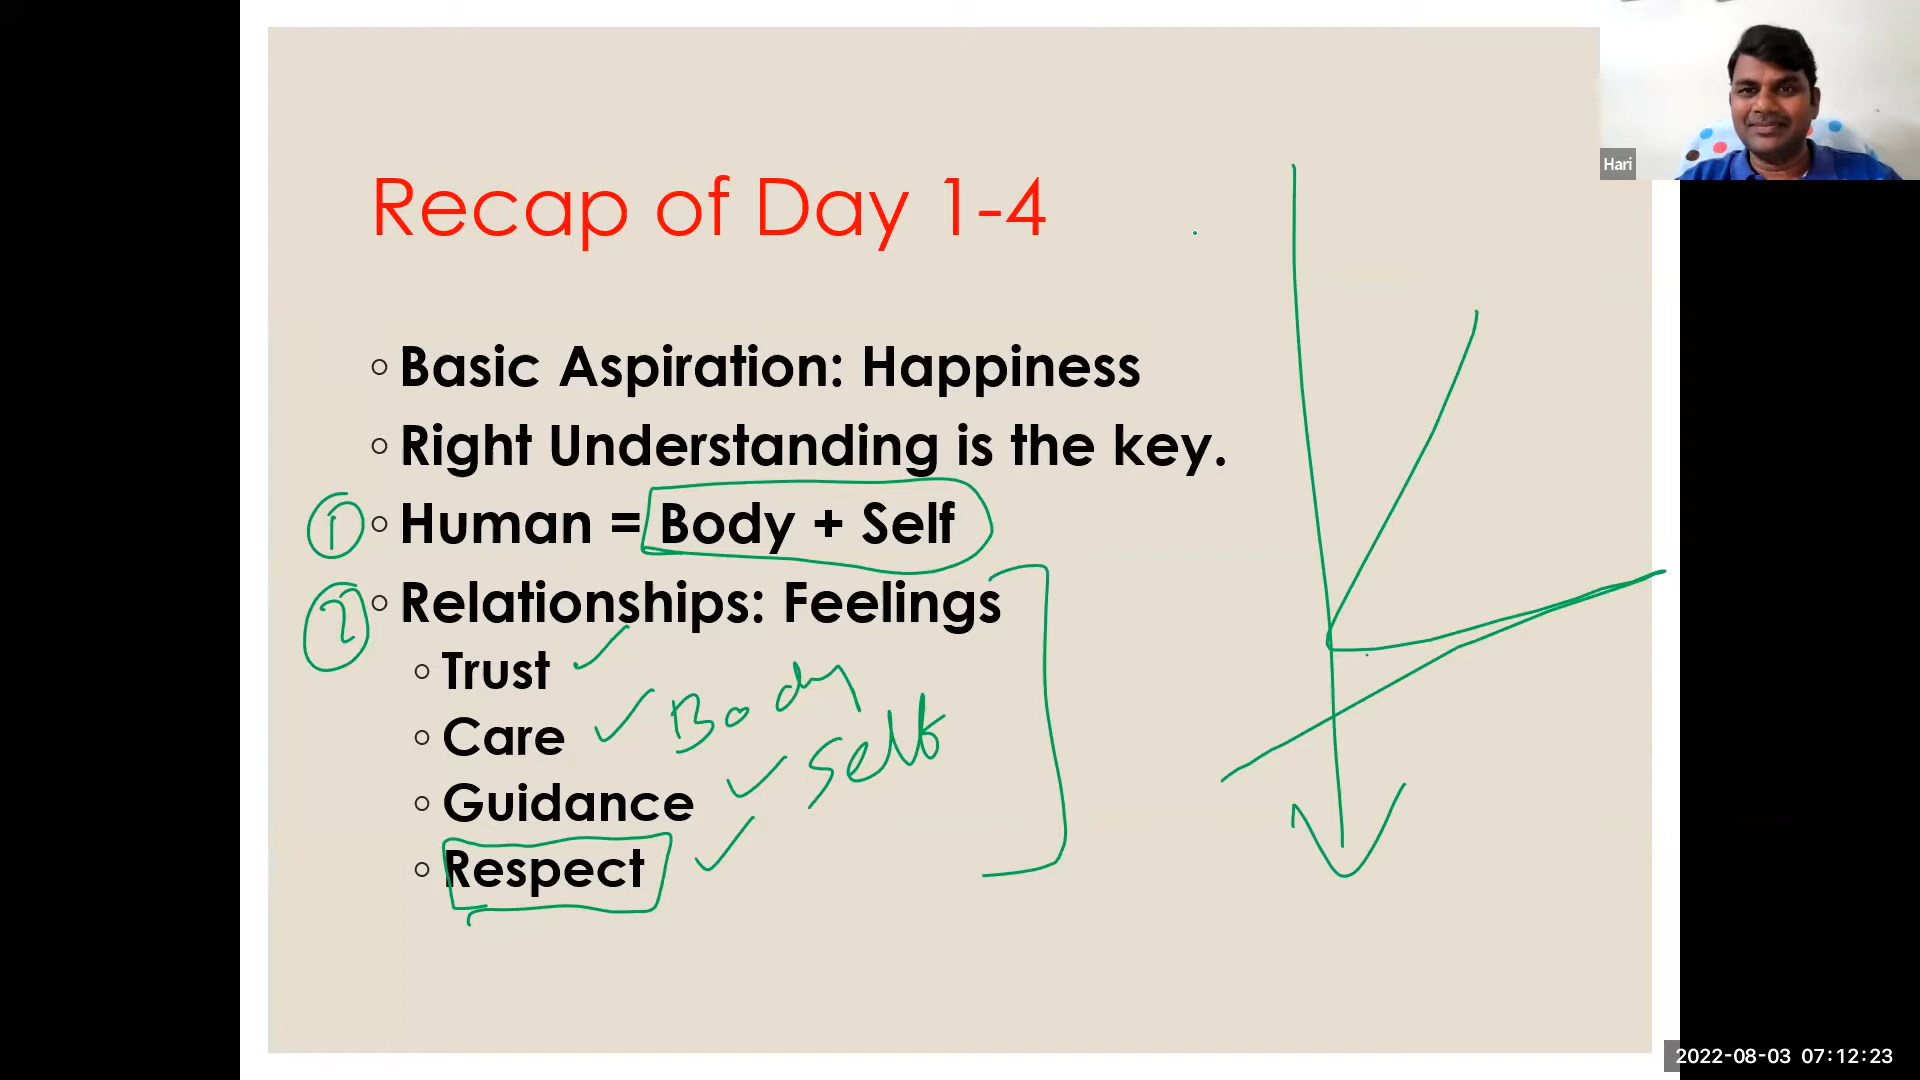 Hari
Recap of Day 1-4
◦ Basic Aspiration: Happiness
◦ Right Understanding is the key.
1 ◦ Human = Body + Self
2 ◦ Relationships: Feelings
◦ Trust ✓
◦ Care ✓ Body
◦ Guidance ✓ Self
◦ Respect ✓
2022-08-03 07:12:23